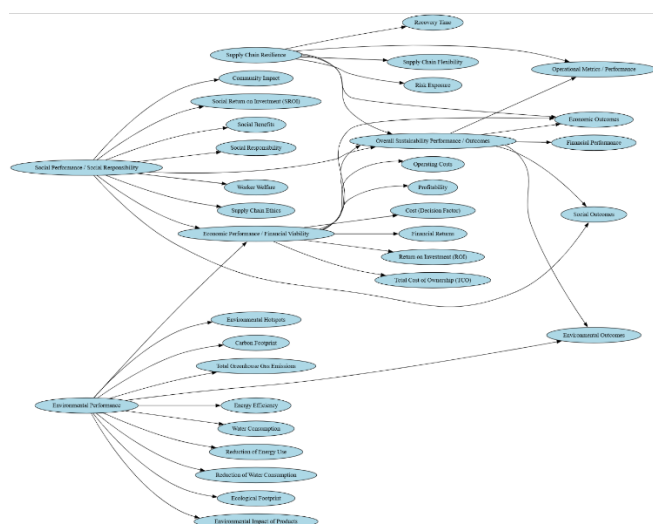 Recovery Time
Supply Chain Resilience
Supply Chain Flexibility
Operational Metrics / Performance
Community Impact
Risk Exposure
Social Return on Investment (SROI)
Economic Outcomes
Social Benefits
Overall Sustainability Performance / Outcomes
Financial Performance
Social Responsibility
Operating Costs
Social Performance / Social Responsibility
Worker Welfare
Profitability
Supply Chain Ethics
Cost (Decision Factor)
Social Outcomes
Economic Performance / Financial Viability
Financial Returns
Return on Investment (ROI)
Total Cost of Ownership (TCO)
Environmental Hotspots
Environmental Outcomes
Carbon Footprint
Total Greenhouse Gas Emissions
Environmental Performance
Energy Efficiency
Water Consumption
Reduction of Energy Use
Reduction of Water Consumption
Ecological Footprint
Environmental Impact of Products